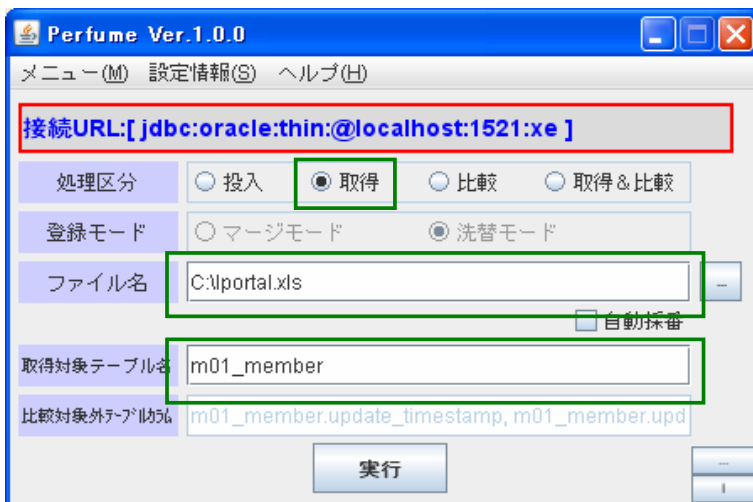 Perfume Ver.1.0.0
メニュー(M) 設定情報(S) ヘルプ(H)
接続URL:[ jdbc:oracle:thin:@localhost:1521:xe ]
処理区分 投入 取得 比較 取得＆比較
登録モード マージモード 洗替モード
ファイル名 C:\lportal.xls ...
自動採番
取得対象テーブル名 m01_member
比較対象外ﾃｰﾌﾞﾙｶﾗﾑ m01_member.update_timestamp, m01_member.upd
実行